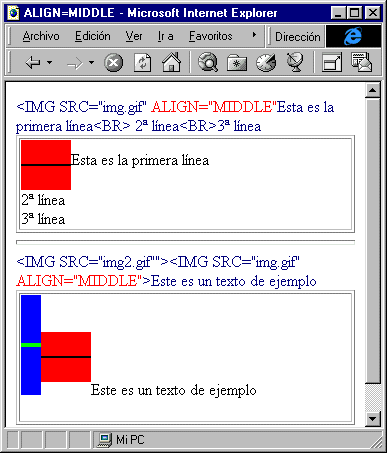 ALIGN=MIDDLE - Microsoft Internet Explorer
Archivo Edición Ver Ir a Favoritos Dirección
<IMG SRC="img.gif" ALIGN="MIDDLE"Esta es la
primera línea<BR> 2ª línea<BR>3ª línea
Esta es la primera línea
2ª línea
3ª línea
<IMG SRC="img2.gif""><IMG SRC="img.gif"
ALIGN="MIDDLE">Este es un texto de ejemplo
Este es un texto de ejemplo
Mi PC